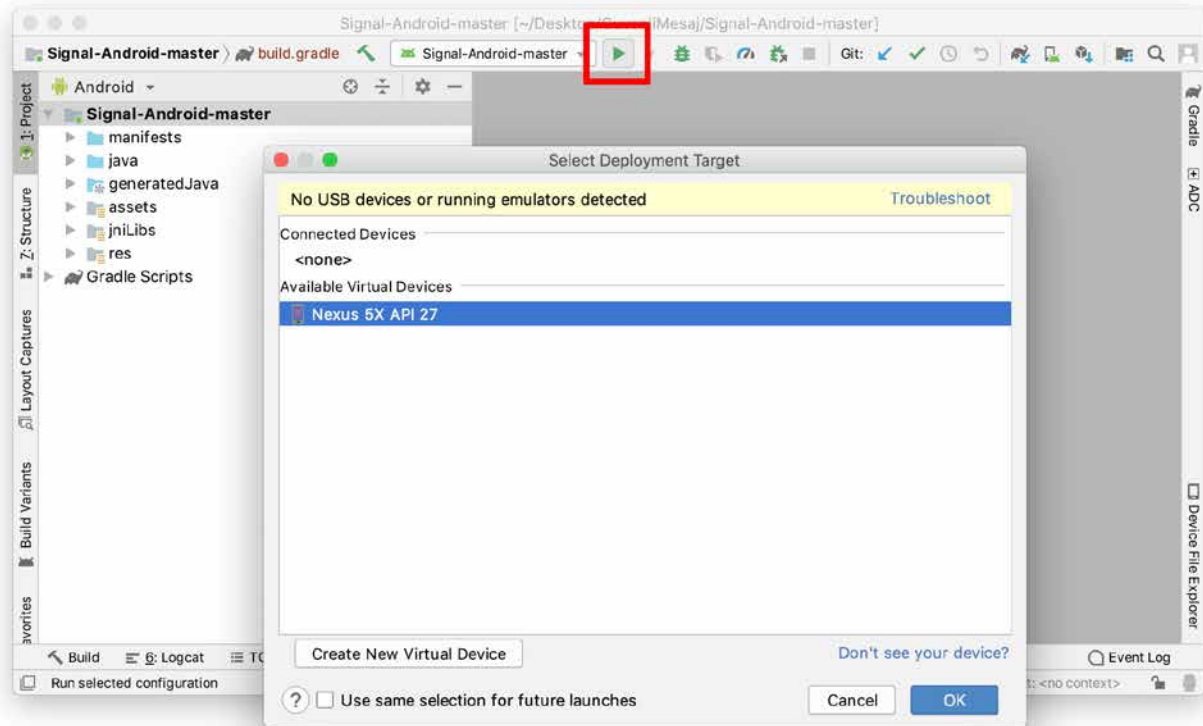 Signal-Android-master [~/Desktop/ Mesaj/Signal-Android-master]
Signal-Android-master build.gradle Signal-Android-master Git:
1: Project
Android
Signal-Android-master
manifests
java
generatedJava
assets
jniLibs
res
Gradle Scripts
Z: Structure
Layout Captures
Build Variants
avorites
Select Deployment Target
No USB devices or running emulators detected Troubleshoot
Connected Devices
<none>
Available Virtual Devices
Nexus 5X API 27
Create New Virtual Device Don't see your device?
? Use same selection for future launches Cancel OK
Gradle
ADC
Device File Explorer
Build 6: Logcat TO Event Log
Run selected configuration t: <no context>